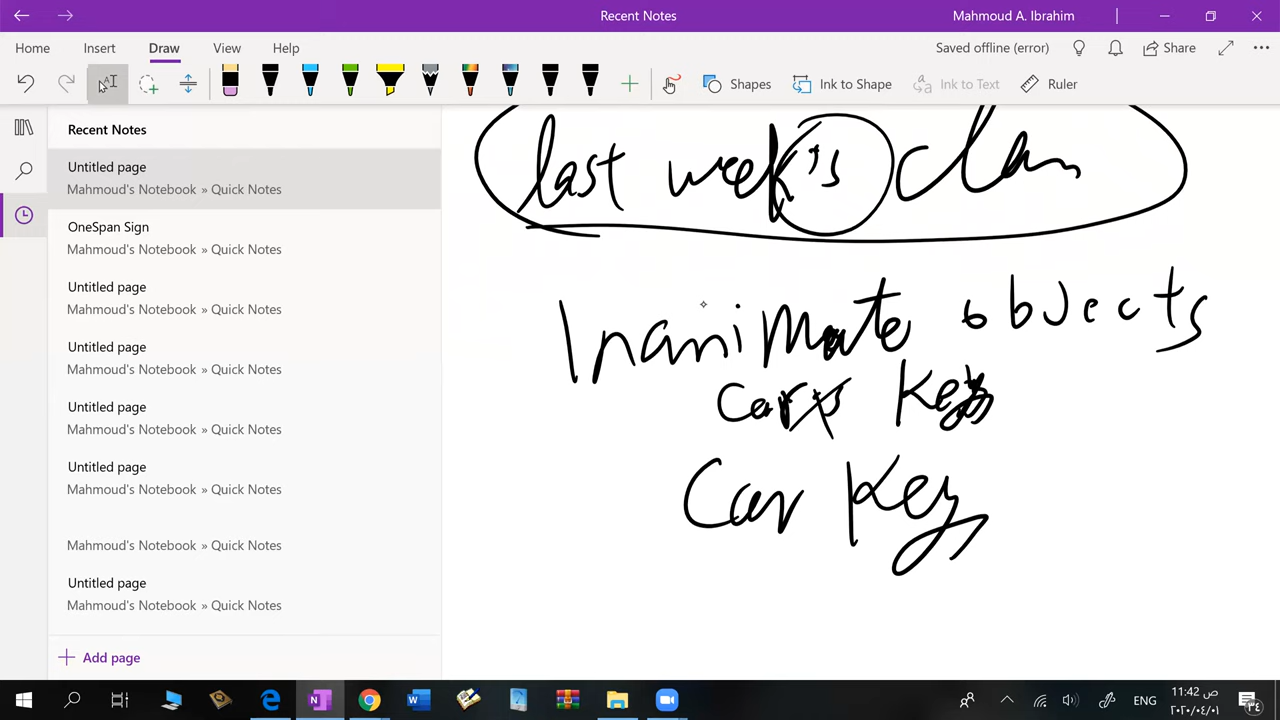 Recent Notes
Mahmoud A. Ibrahim
Home Insert Draw View Help
Saved offline (error)
Share
Shapes
Ink to Shape
Ink to Text
Ruler
Recent Notes
Untitled page
Mahmoud's Notebook » Quick Notes
OneSpan Sign
Mahmoud's Notebook » Quick Notes
Untitled page
Mahmoud's Notebook » Quick Notes
Untitled page
Mahmoud's Notebook » Quick Notes
Untitled page
Mahmoud's Notebook » Quick Notes
Untitled page
Mahmoud's Notebook » Quick Notes
Mahmoud's Notebook » Quick Notes
Untitled page
Mahmoud's Notebook » Quick Notes
Add page
last week's class
Inanimate objects
Car's Key
Car Key
ENG
11:42 ص
٢٠٢٠/٠٤/٠١
٣٤